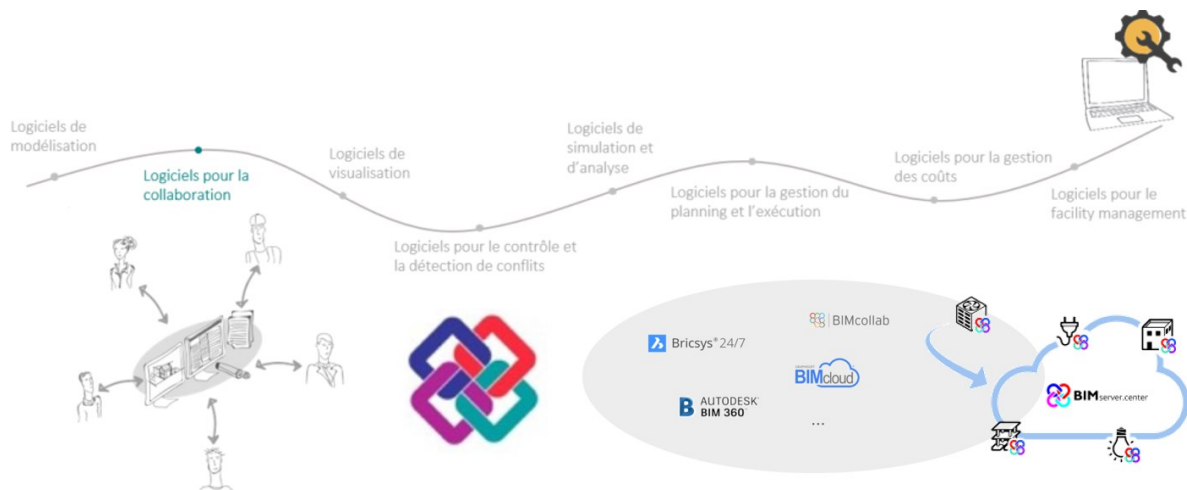 Logiciels de
modélisation
Logiciels pour la
collaboration
Logiciels de
visualisation
Logiciels pour le contrôle et
la détection de conflits
Logiciels de
simulation et
d'analyse
Logiciels pour la gestion du
planning et l'exécution
Logiciels pour la gestion
des coûts
Logiciels pour le
facility management
BIMcollab
Bricsys® 24/7
BIMcloud
AUTODESK®
BIM 360™
...
BIMserver.center